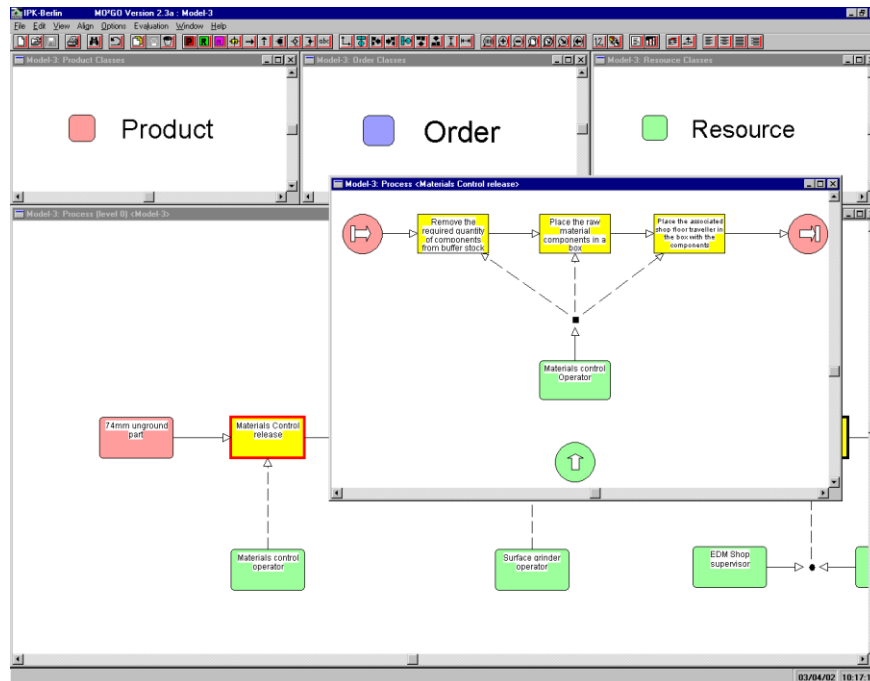 IPK-Berlin MO²GO Version 2.3a : Model-3
File Edit View Align Options Evaluation Window Help
Model-3: Product Classes
Model-3: Order Classes
Model-3: Resource Classes
Product
Order
Resource
Model-3: Process (level 0) <Model-3>
Model-3: Process <Materials Control release>
Remove the
required quantity
of components
from buffer stock
Place the raw
material
components in a
box
Place the associated
shop floor traveller in
the box with the
components
Materials control
Operator
74mm unground
part
Materials Control
release
Materials control
operator
Surface grinder
operator
EDM Shop
supervisor
03/04/02 10:17:1